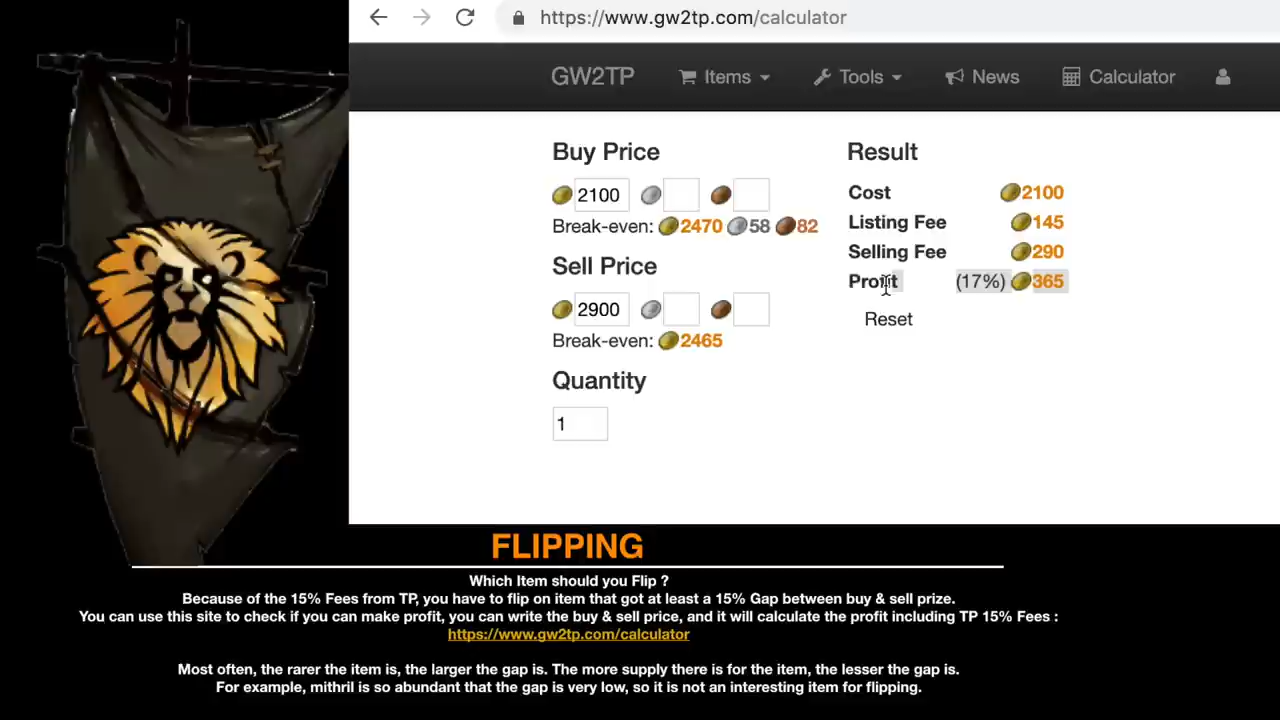 https://www.gw2tp.com/calculator
GW2TP Items Tools News Calculator
Buy Price
2100
Break-even: 2470 58 82
Sell Price
2900
Break-even: 2465
Quantity
1
Result
Cost 2100
Listing Fee 145
Selling Fee 290
Profit (17%) 365
Reset
FLIPPING
Which Item should you Flip ?
Because of the 15% Fees from TP, you have to flip on item that got at least a 15% Gap between buy & sell prize.
You can use this site to check if you can make profit, you can write the buy & sell price, and it will calculate the profit including TP 15% Fees :
https://www.gw2tp.com/calculator
Most often, the rarer the item is, the larger the gap is. The more supply there is for the item, the lesser the gap is.
For example, mithril is so abundant that the gap is very low, so it is not an interesting item for flipping.